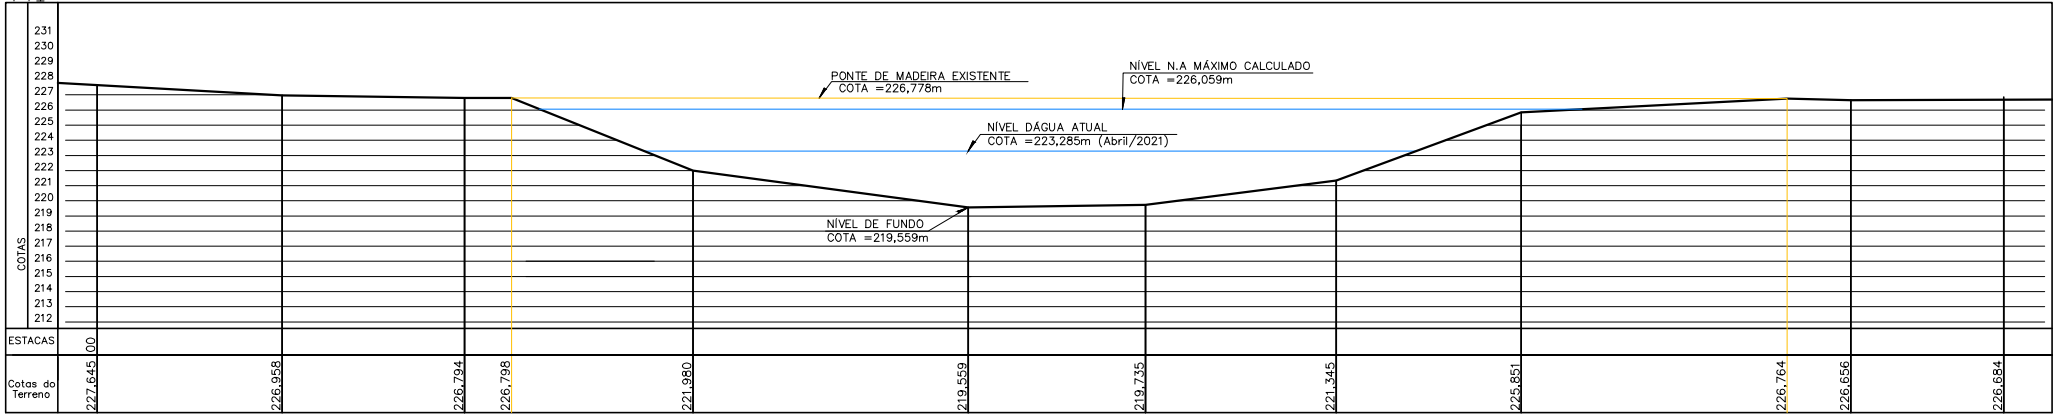 231
230
229
228
227
226
225
224
223
222
221
220
219
218
217
216
215
214
213
212
COTAS
PONTE DE MADEIRA EXISTENTE
COTA =226,778m
NÍVEL N.A MÁXIMO CALCULADO
COTA =226,059m
NÍVEL DÁGUA ATUAL
COTA =223,285m (Abril/2021)
NÍVEL DE FUNDO
COTA =219,559m
ESTACAS
00
Cotas do
Terreno
227,645
226,958
226,794
226,798
221,980
219,559
219,735
221,345
225,851
226,764
226,656
226,684